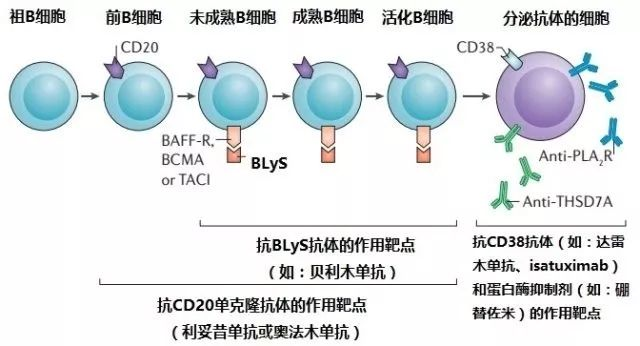 祖B细胞
前B细胞
未成熟B细胞
成熟B细胞
活化B细胞
分泌抗体的细胞
CD20
CD38
BAFF-R,
BCMA
or TACI
BLyS
Anti-PLA₂R
Anti-THSD7A
抗BLyS抗体的作用靶点
（如：贝利木单抗）
抗CD20单克隆抗体的作用靶点
（利妥昔单抗或奥法木单抗）
抗CD38抗体（如：达雷
木单抗、isatuximab）
和蛋白酶抑制剂（如：硼
替佐米）的作用靶点